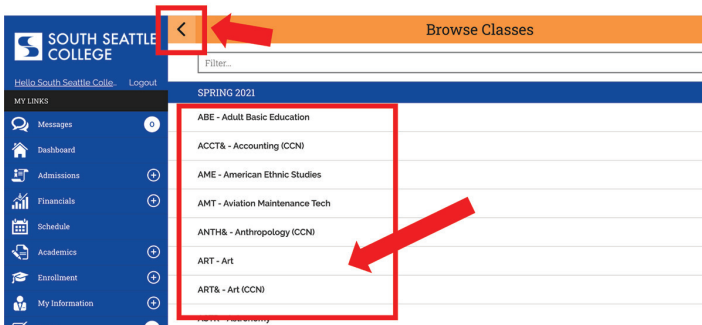 SOUTH SEATTLE
COLLEGE
Hello South Seattle Colle... Logout
MY LINKS
Messages 0
Dashboard
Admissions
Financials
Schedule
Academics
Enrollment
My Information
Browse Classes
Filter...
SPRING 2021
ABE - Adult Basic Education
ACCT& - Accounting (CCN)
AME - American Ethnic Studies
AMT - Aviation Maintenance Tech
ANTH& - Anthropology (CCN)
ART - Art
ART& - Art (CCN)